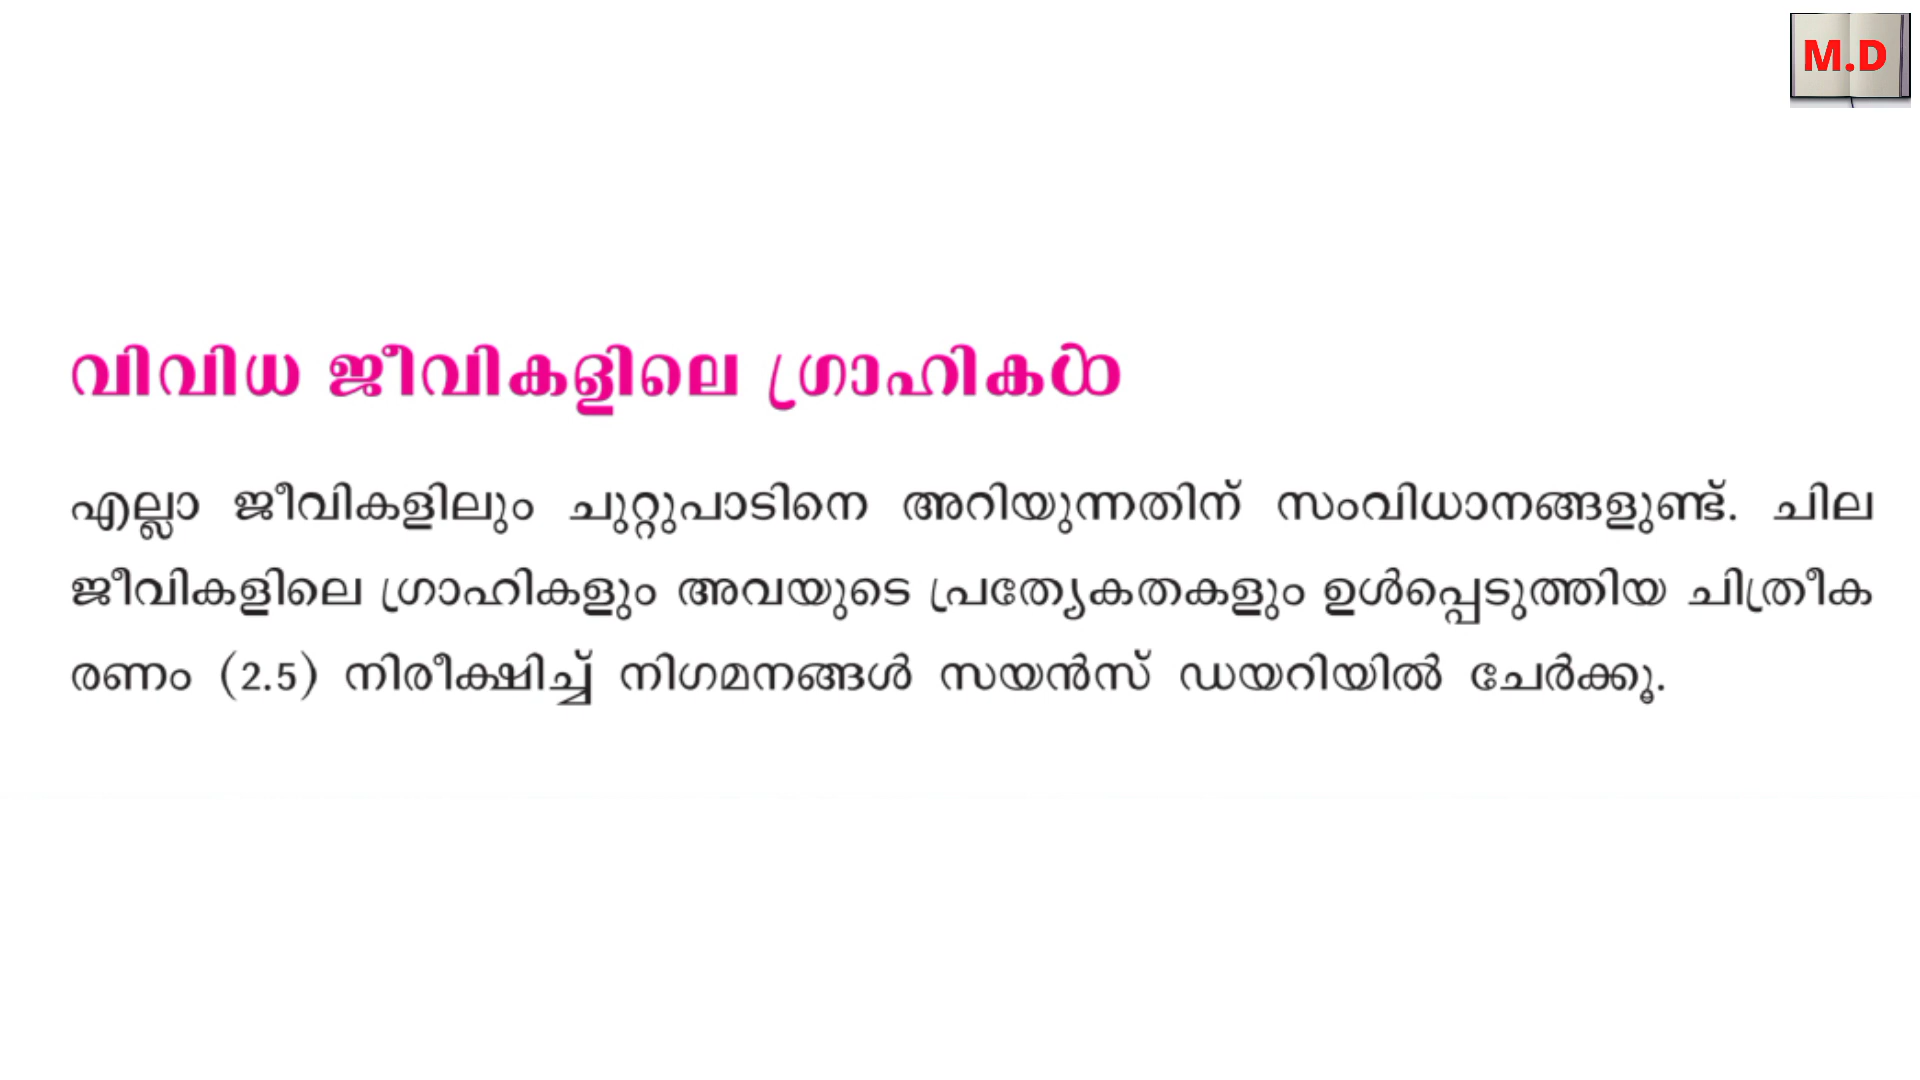 M.D
വിവിധ ജീവികളിലെ ഗ്രാഹികൾ
എല്ലാ ജീവികളിലും ചുറ്റുപാടിനെ അറിയുന്നതിന് സംവിധാനങ്ങളുണ്ട്. ചില
ജീവികളിലെ ഗ്രാഹികളും അവയുടെ പ്രത്യേകതകളും ഉൾപ്പെടുത്തിയ ചിത്രീക
രണം (2.5) നിരീക്ഷിച്ച് നിഗമനങ്ങൾ സയൻസ് ഡയറിയിൽ ചേർക്കൂ.